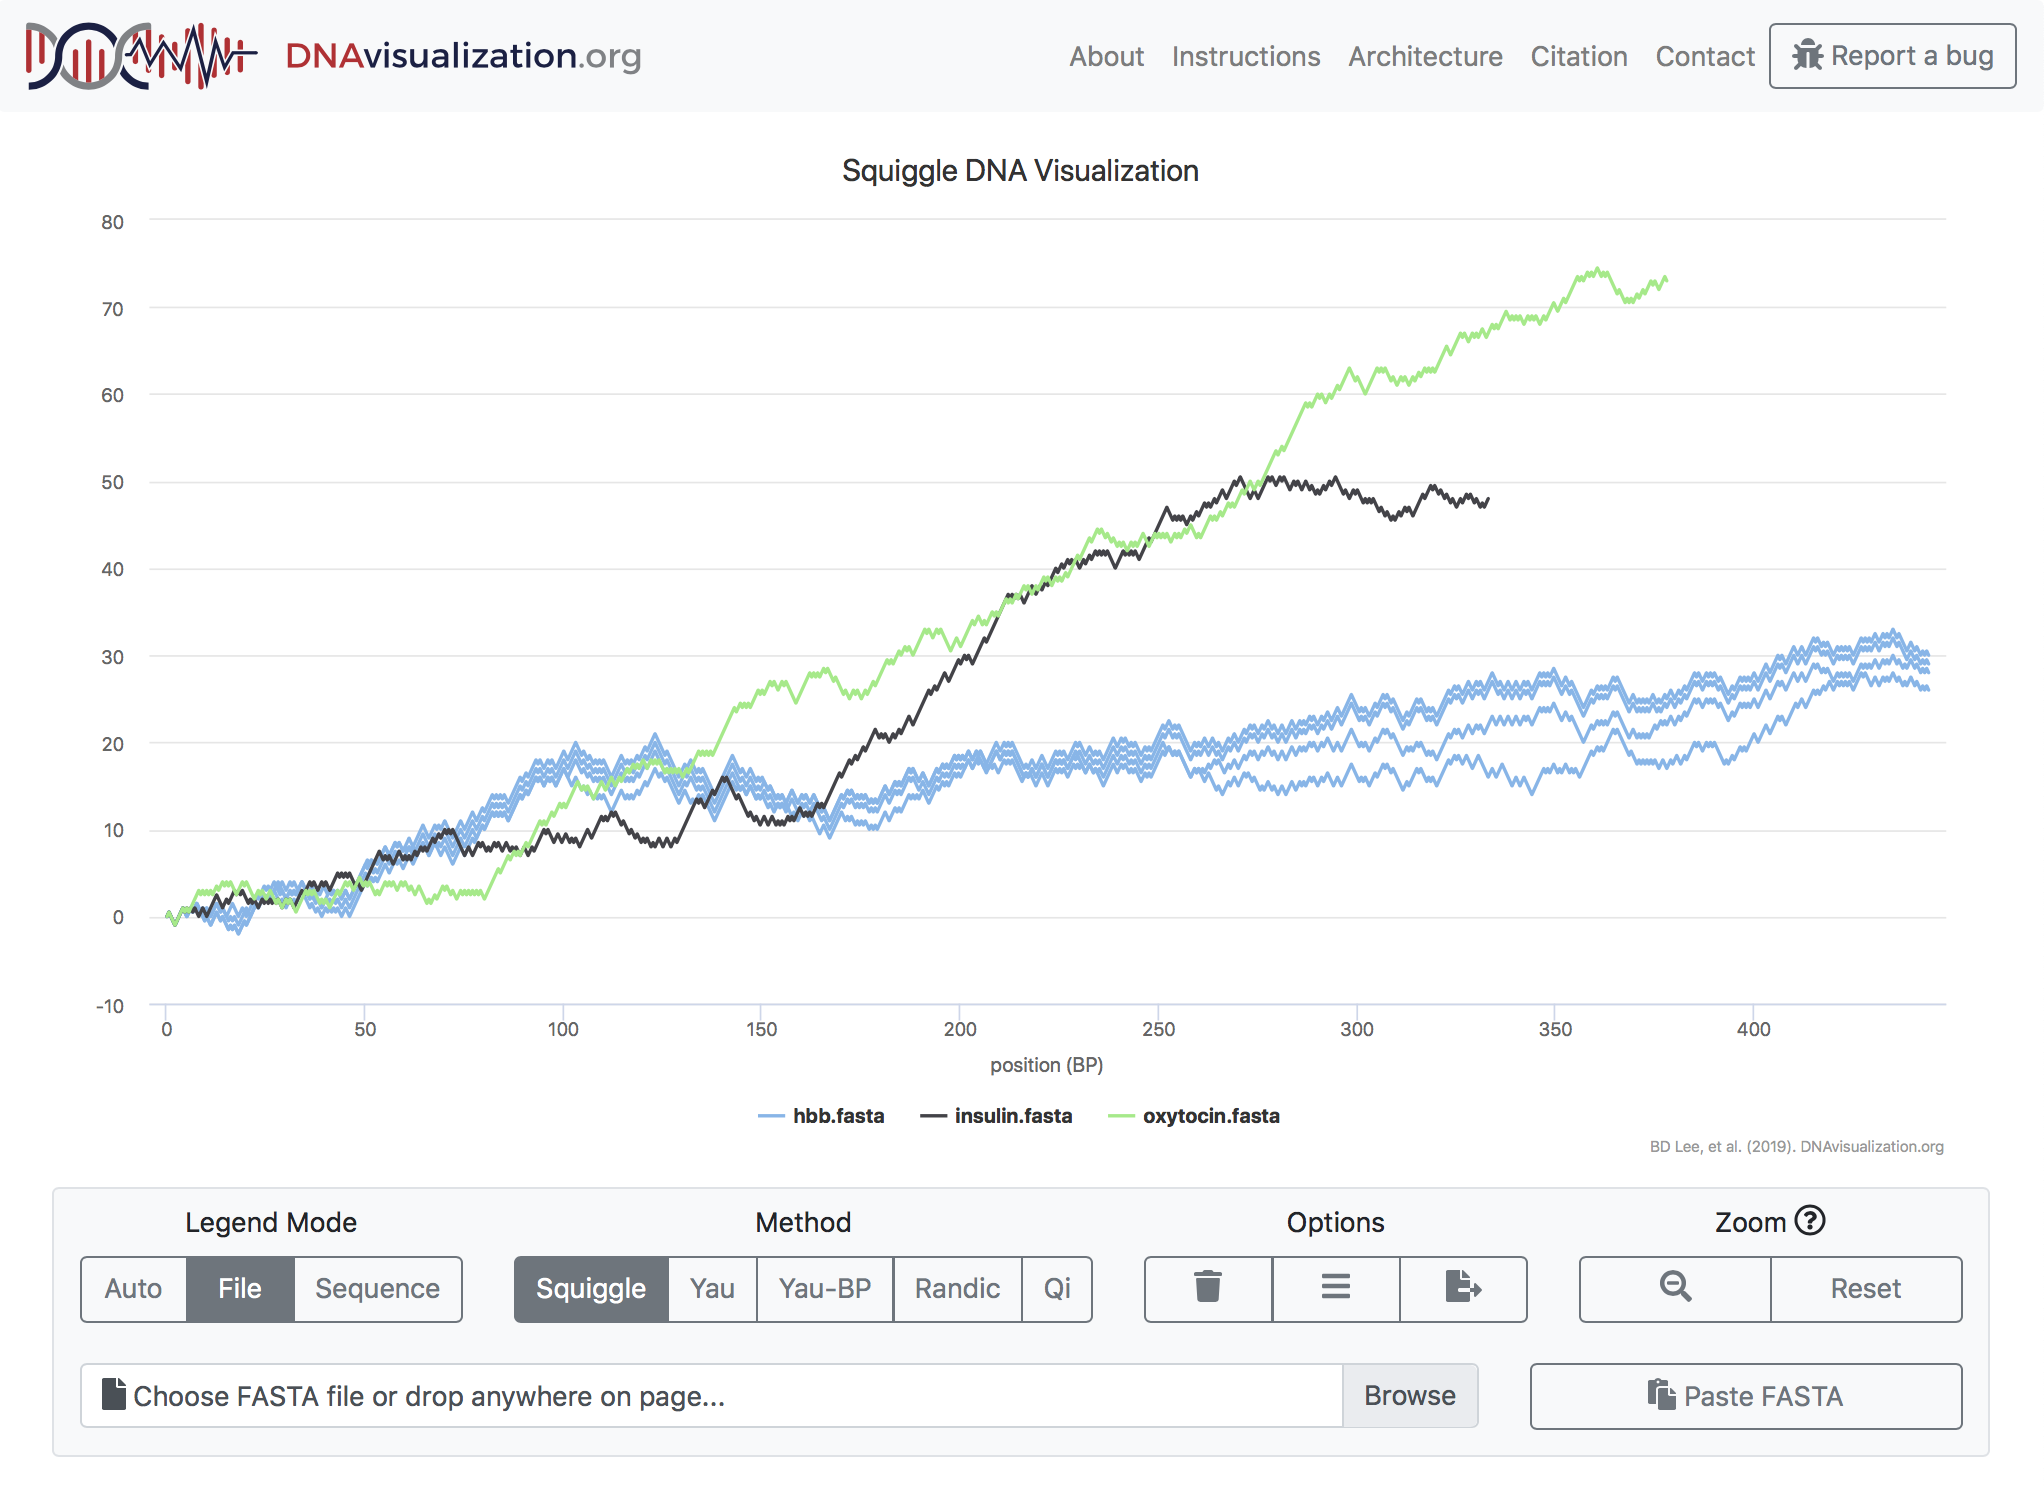 DNAvisualization.org
About Instructions Architecture Citation Contact Report a bug
Squiggle DNA Visualization
80
70
60
50
40
30
20
10
0
-10
0 50 100 150 200 250 300 350 400
position (BP)
hbb.fasta insulin.fasta oxytocin.fasta
BD Lee, et al. (2019). DNAvisualization.org
Legend Mode Method Options Zoom ?
Auto File Sequence Squiggle Yau Yau-BP Randic Qi Reset
Choose FASTA file or drop anywhere on page... Browse Paste FASTA